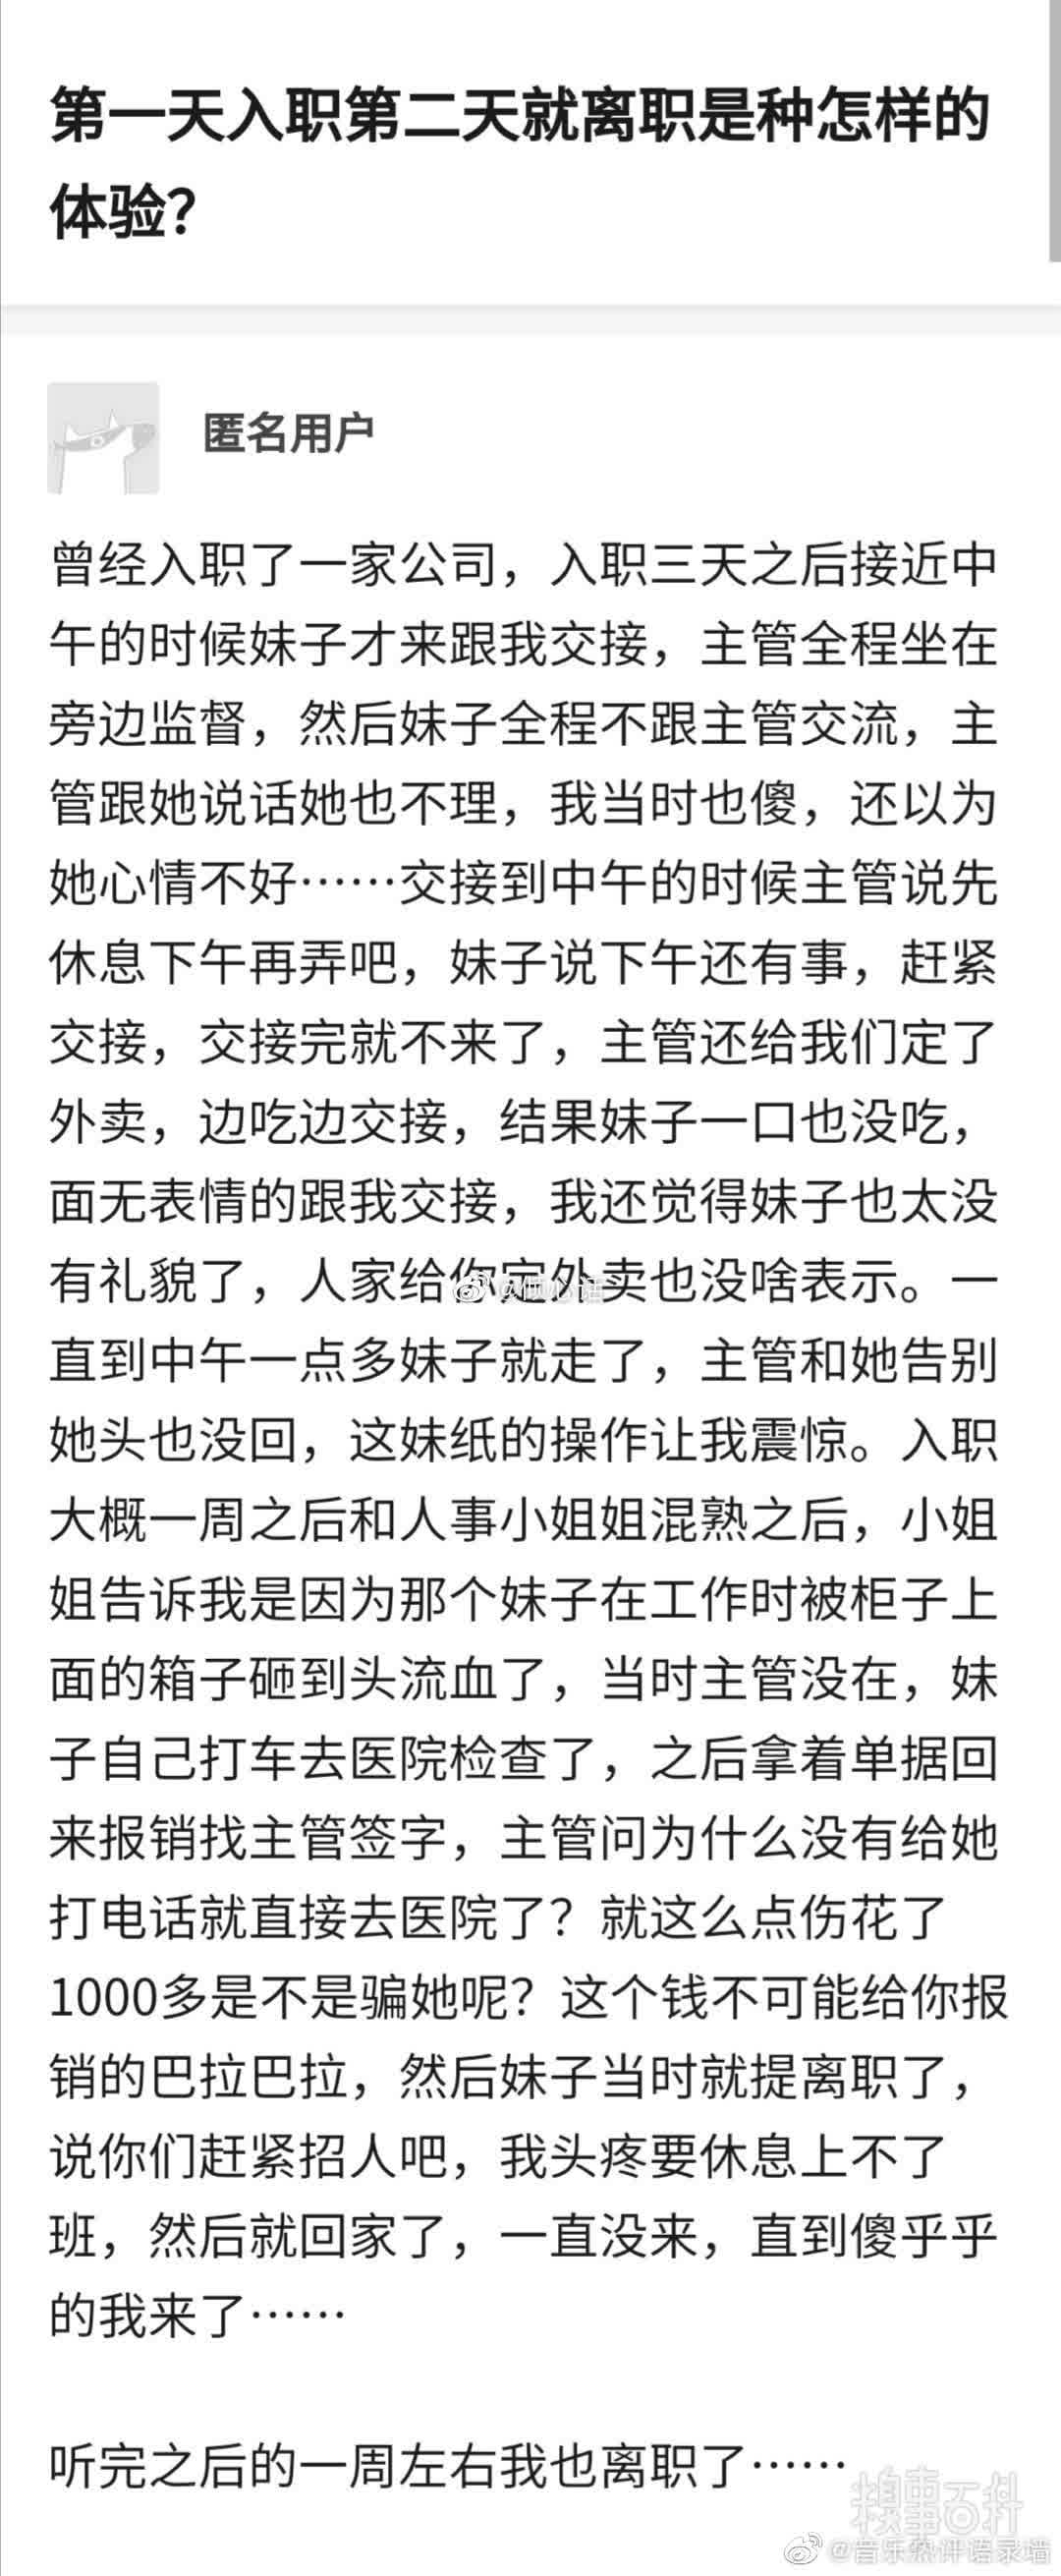 第一天入职第二天就离职是种怎样的
体验？
匿名用户
曾经入职了一家公司，入职三天之后接近中
午的时候妹子才来跟我交接，主管全程坐在
旁边监督，然后妹子全程不跟主管交流，主
管跟她说话她也不理，我当时也傻，还以为
她心情不好……交接到中午的时候主管说先
休息下午再弄吧，妹子说下午还有事，赶紧
交接，交接完就不来了，主管还给我们定了
外卖，边吃边交接，结果妹子一口也没吃，
面无表情的跟我交接，我还觉得妹子也太没
有礼貌了，人家给你定外卖也没啥表示。一
直到中午一点多妹子就走了，主管和她告别
她头也没回，这妹纸的操作让我震惊。入职
大概一周之后和人事小姐姐混熟之后，小姐
姐告诉我是因为那个妹子在工作时被柜子上
面的箱子砸到头流血了，当时主管没在，妹
子自己打车去医院检查了，之后拿着单据回
来报销找主管签字，主管问为什么没有给她
打电话就直接去医院了？就这么点伤花了
1000多是不是骗她呢？这个钱不可能给你报
销的巴拉巴拉，然后妹子当时就提离职了，
说你们赶紧招人吧，我头疼要休息上不了
班，然后就回家了，一直没来，直到傻乎乎
的我来了……
听完之后的一周左右我也离职了……
糗事百科
@音乐热评语录墙